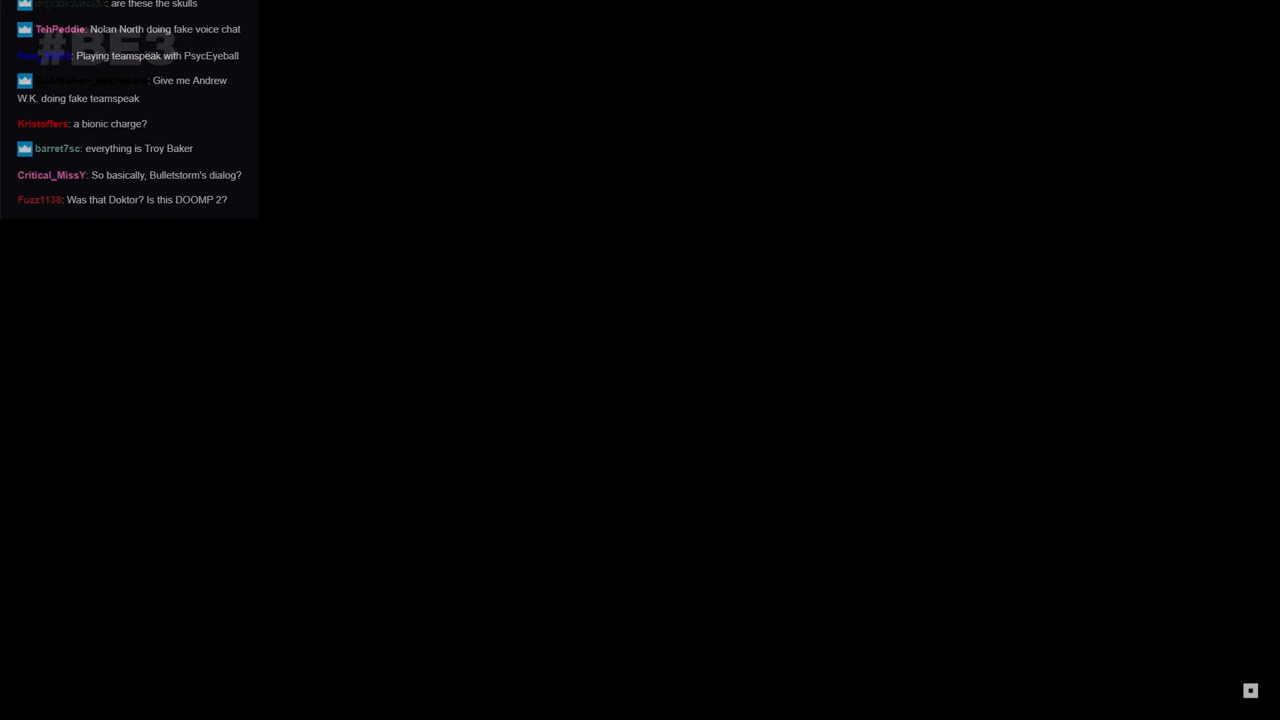 : are these the skulls
#BE3
TehPeddie: Nolan North doing fake voice chat
: Playing teamspeak with PsycEyeball
: Give me Andrew
W.K. doing fake teamspeak
Kristoffers: a bionic charge?
barret7sc: everything is Troy Baker
Critical_MissY: So basically, Bulletstorm's dialog?
Fuzz1138: Was that Doktor? Is this DOOMP 2?